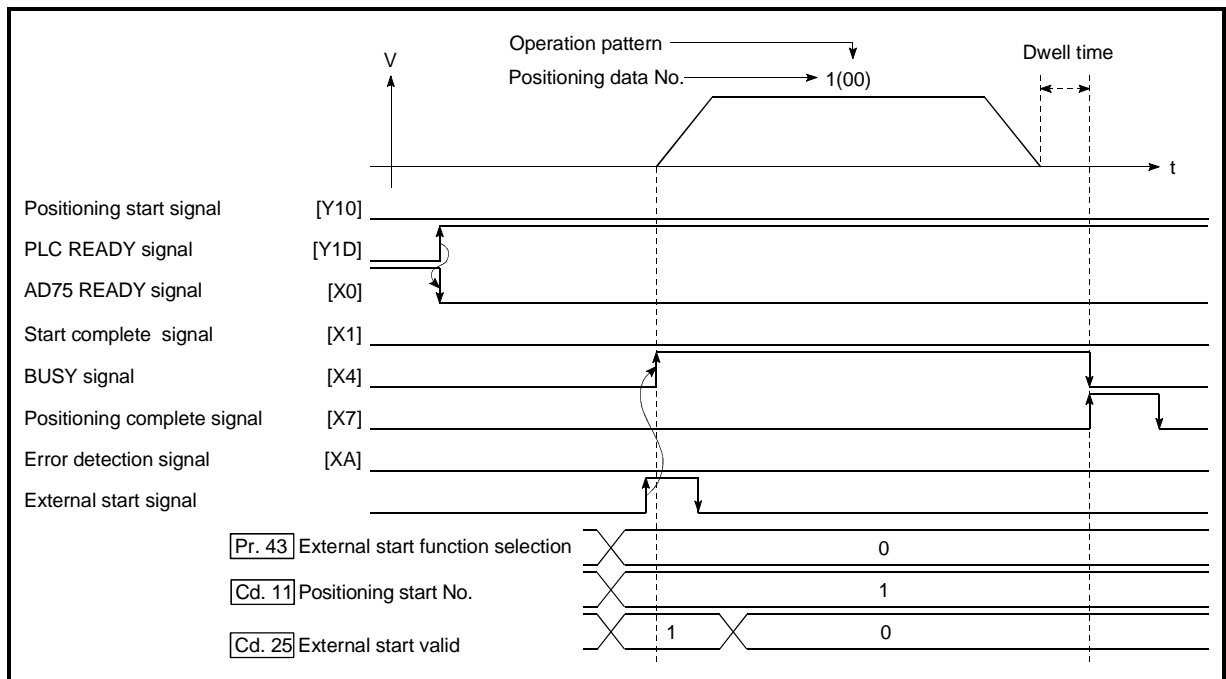 Operation pattern
Dwell time
V
Positioning data No.
1(00)
t
Positioning start signal [Y10]
PLC READY signal [Y1D]
AD75 READY signal [X0]
Start complete signal [X1]
BUSY signal [X4]
Positioning complete signal [X7]
Error detection signal [XA]
External start signal
Pr. 43 External start function selection 0
Cd. 11 Positioning start No. 1
Cd. 25 External start valid 1 0